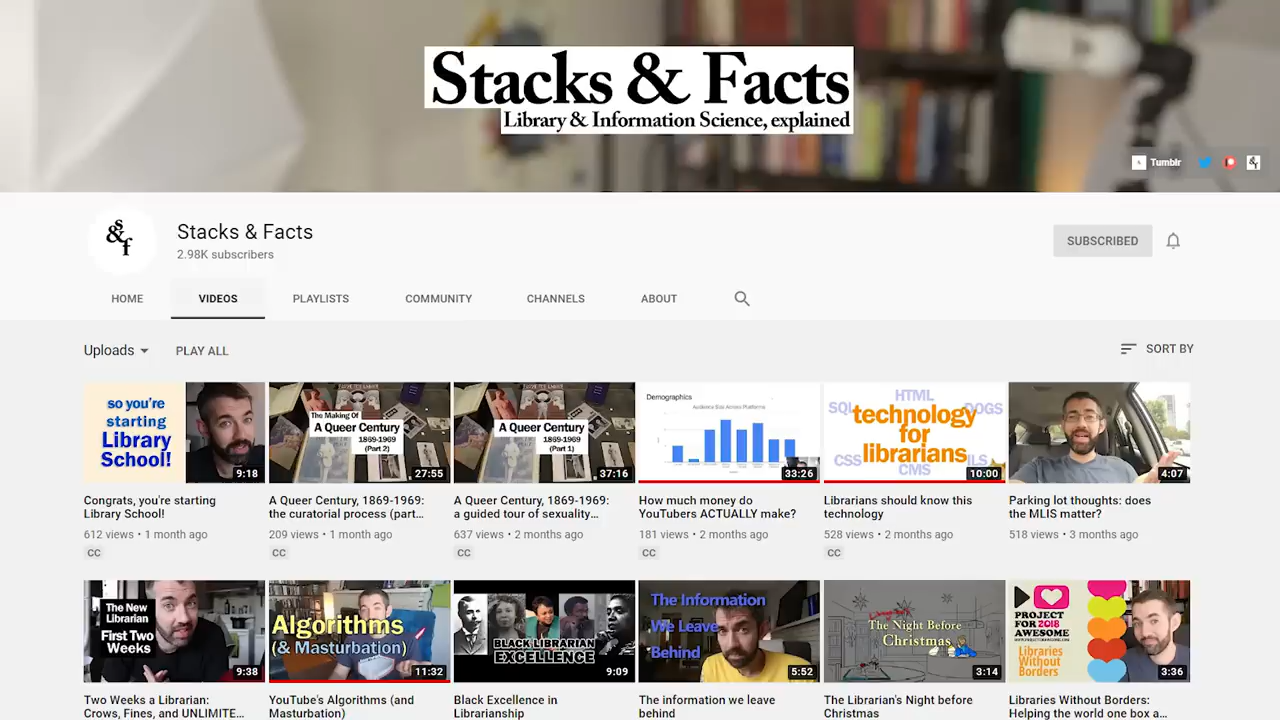 Stacks & Facts
Library & Information Science, explained
Tumblr
s
&
f
Stacks & Facts
2.98K subscribers
SUBSCRIBED
HOME
VIDEOS
PLAYLISTS
COMMUNITY
CHANNELS
ABOUT
Uploads
PLAY ALL
SORT BY
so you're
starting
Library
School!
9:18
The Making Of
A Queer Century
1869-1969
(Part 2)
27:55
A Queer Century
1869-1969
(Part 1)
37:16
Demographics
Audience Size Across Platforms
33:26
HTML
SQL
DOGS
technology
for
librarians
CSS
CMS
ILS
10:00
4:07
Congrats, you're starting
Library School!
612 views • 1 month ago
CC
A Queer Century, 1869-1969:
the curatorial process (part...
209 views • 1 month ago
CC
A Queer Century, 1869-1969:
a guided tour of sexuality...
637 views • 2 months ago
CC
How much money do
YouTubers ACTUALLY make?
181 views • 2 months ago
CC
Librarians should know this
technology
528 views • 2 months ago
CC
Parking lot thoughts: does
the MLIS matter?
518 views • 3 months ago
The New
Librarian
First Two
Weeks
9:38
Algorithms
(& Masturbation)
11:32
BLACK LIBRARIAN
EXCELLENCE
9:09
The Information
We Leave
Behind
5:52
The Night Before
Christmas
3:14
PROJECT
FOR 2018
AWESOME
Libraries
Without
Borders
3:36
Two Weeks a Librarian:
Crows, Fines, and UNLIMITE...
YouTube's Algorithms (and
Masturbation)
Black Excellence in
Librarianship
The information we leave
behind
The Librarian's Night before
Christmas
Libraries Without Borders:
Helping the world one box a...